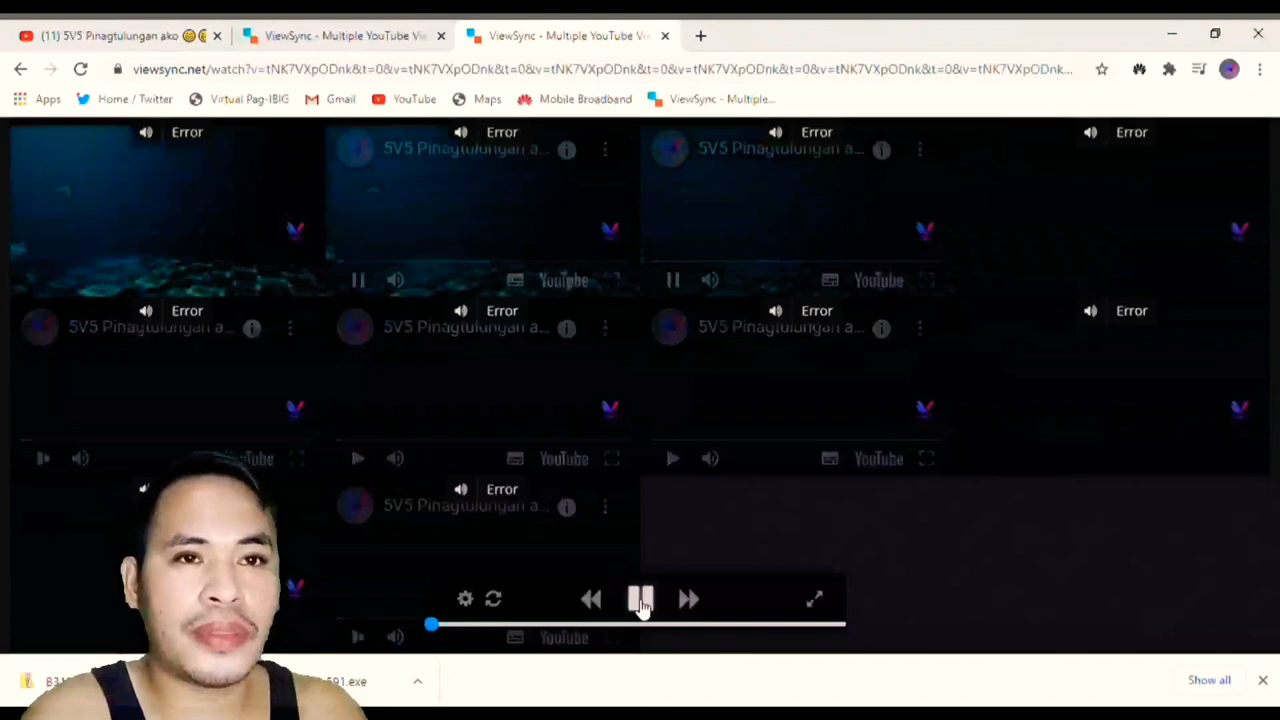 (11) 5V5 Pinagtulungan ako
ViewSync - Multiple YouTube Vi
ViewSync - Multiple YouTube Vi
viewsync.net/watch?v=tNK7VXpODnk&t=0&v=tNK7VXpODnk&t=0&v=tNK7VXpODnk&t=0&v=tNK7VXpODnk&t=0&v=tNK7VXpODnk...
Apps Home / Twitter Virtual Pag-IBIG Gmail YouTube Maps Mobile Broadband ViewSync - Multiple...
Error Error Error Error
5V5 Pinagtulungan a... 5V5 Pinagtulungan a...
YouTube YouTube
Error Error Error Error
5V5 Pinagtulungan a... 5V5 Pinagtulungan a... 5V5 Pinagtulungan a...
YouTube YouTube
Error
5V5 Pinagtulungan a...
YouTube
591.exe Show all